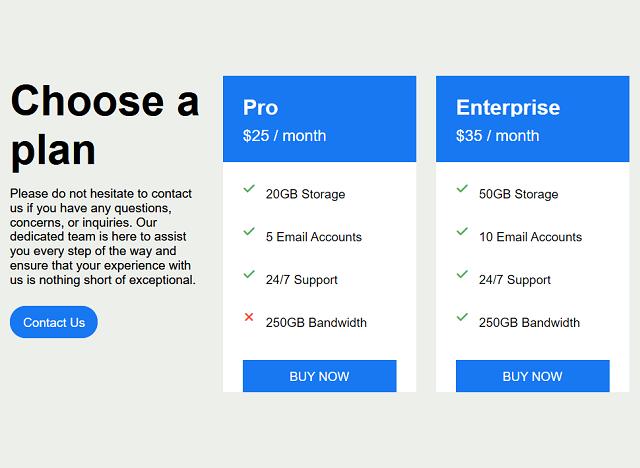 Choose a
plan
Please do not hesitate to contact
us if you have any questions,
concerns, or inquiries. Our
dedicated team is here to assist
you every step of the way and
ensure that your experience with
us is nothing short of exceptional.
Contact Us
Pro
$25 / month
20GB Storage
5 Email Accounts
24/7 Support
250GB Bandwidth
BUY NOW
Enterprise
$35 / month
50GB Storage
10 Email Accounts
24/7 Support
250GB Bandwidth
BUY NOW